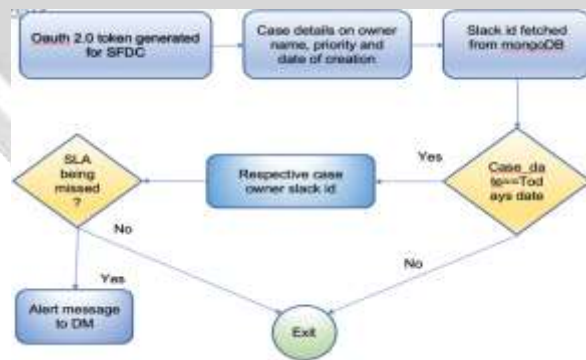 Oauth 2.0 token generated
for SFDC
Case details on owner
name, priority and
date of creation
Slack id fetched
from mongoDB
SLA
being
missed
?
Respective case
owner slack id
Yes
Case_da
te==Tod
ays date
No
No
Yes
Alert message
to DM
Exit